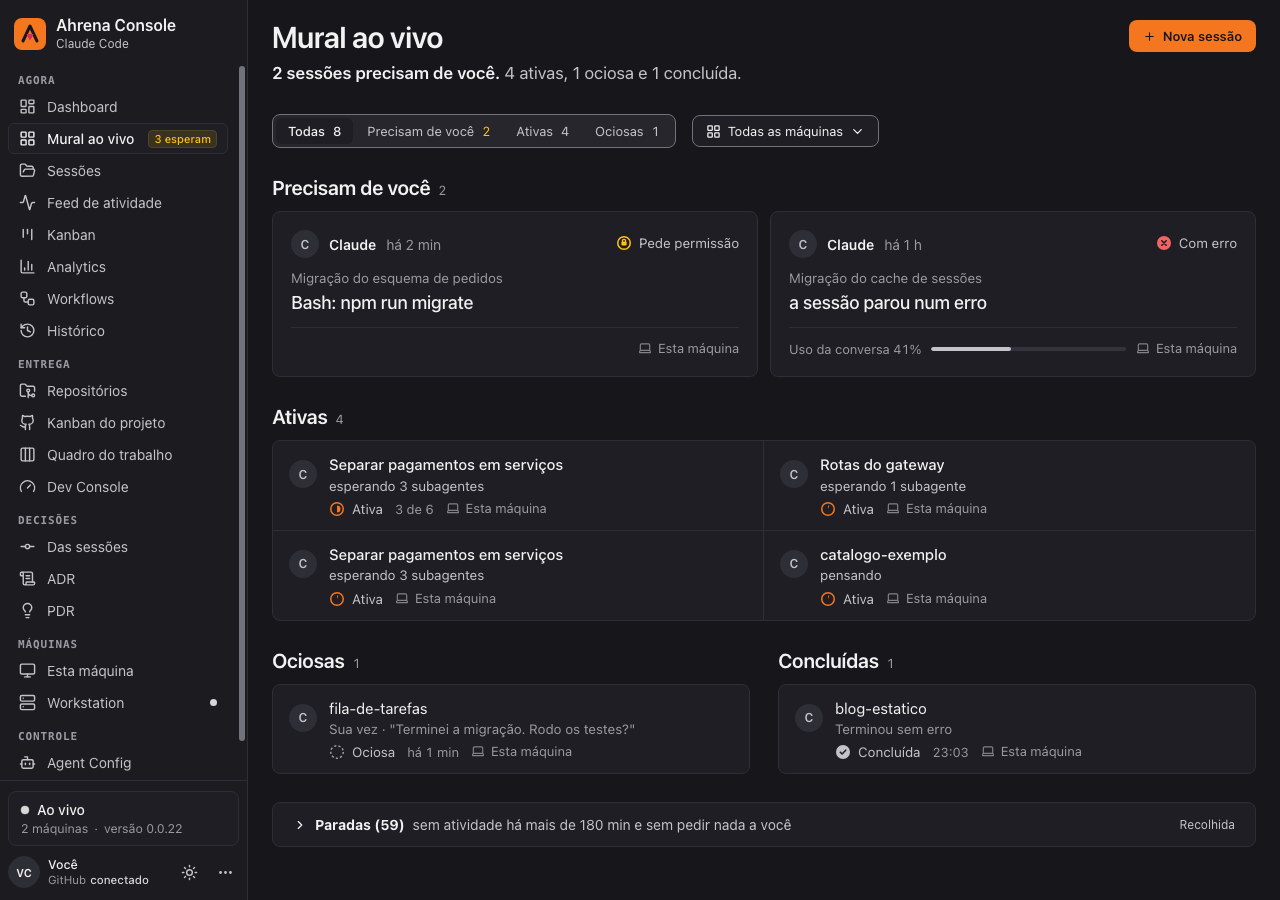 Ahrena Console
Claude Code
AGORA
Dashboard
Mural ao vivo 3 esperam
Sessões
Feed de atividade
Kanban
Analytics
Workflows
Histórico
ENTREGA
Repositórios
Kanban do projeto
Quadro do trabalho
Dev Console
DECISÕES
Das sessões
ADR
PDR
MÁQUINAS
Esta máquina
Workstation
CONTROLE
Agent Config
Ao vivo
2 máquinas · versão 0.0.22
VC
Você
GitHub conectado
Mural ao vivo
Nova sessão
2 sessões precisam de você. 4 ativas, 1 ociosa e 1 concluída.
Todas 8 Precisam de você 2 Ativas 4 Ociosas 1 Todas as máquinas
Precisam de você 2
C Claude há 2 min Pede permissão
Migração do esquema de pedidos
Bash: npm run migrate
Esta máquina
C Claude há 1 h Com erro
Migração do cache de sessões
a sessão parou num erro
Uso da conversa 41% Esta máquina
Ativas 4
C
Separar pagamentos em serviços
esperando 3 subagentes
Ativa 3 de 6 Esta máquina
C
Rotas do gateway
esperando 1 subagente
Ativa Esta máquina
C
Separar pagamentos em serviços
esperando 3 subagentes
Ativa Esta máquina
C
catalogo-exemplo
pensando
Ativa Esta máquina
Ociosas 1
C
fila-de-tarefas
Sua vez · "Terminei a migração. Rodo os testes?"
Ociosa há 1 min Esta máquina
Concluídas 1
C
blog-estatico
Terminou sem erro
Concluída 23:03 Esta máquina
Paradas (59) sem atividade há mais de 180 min e sem pedir nada a você Recolhida